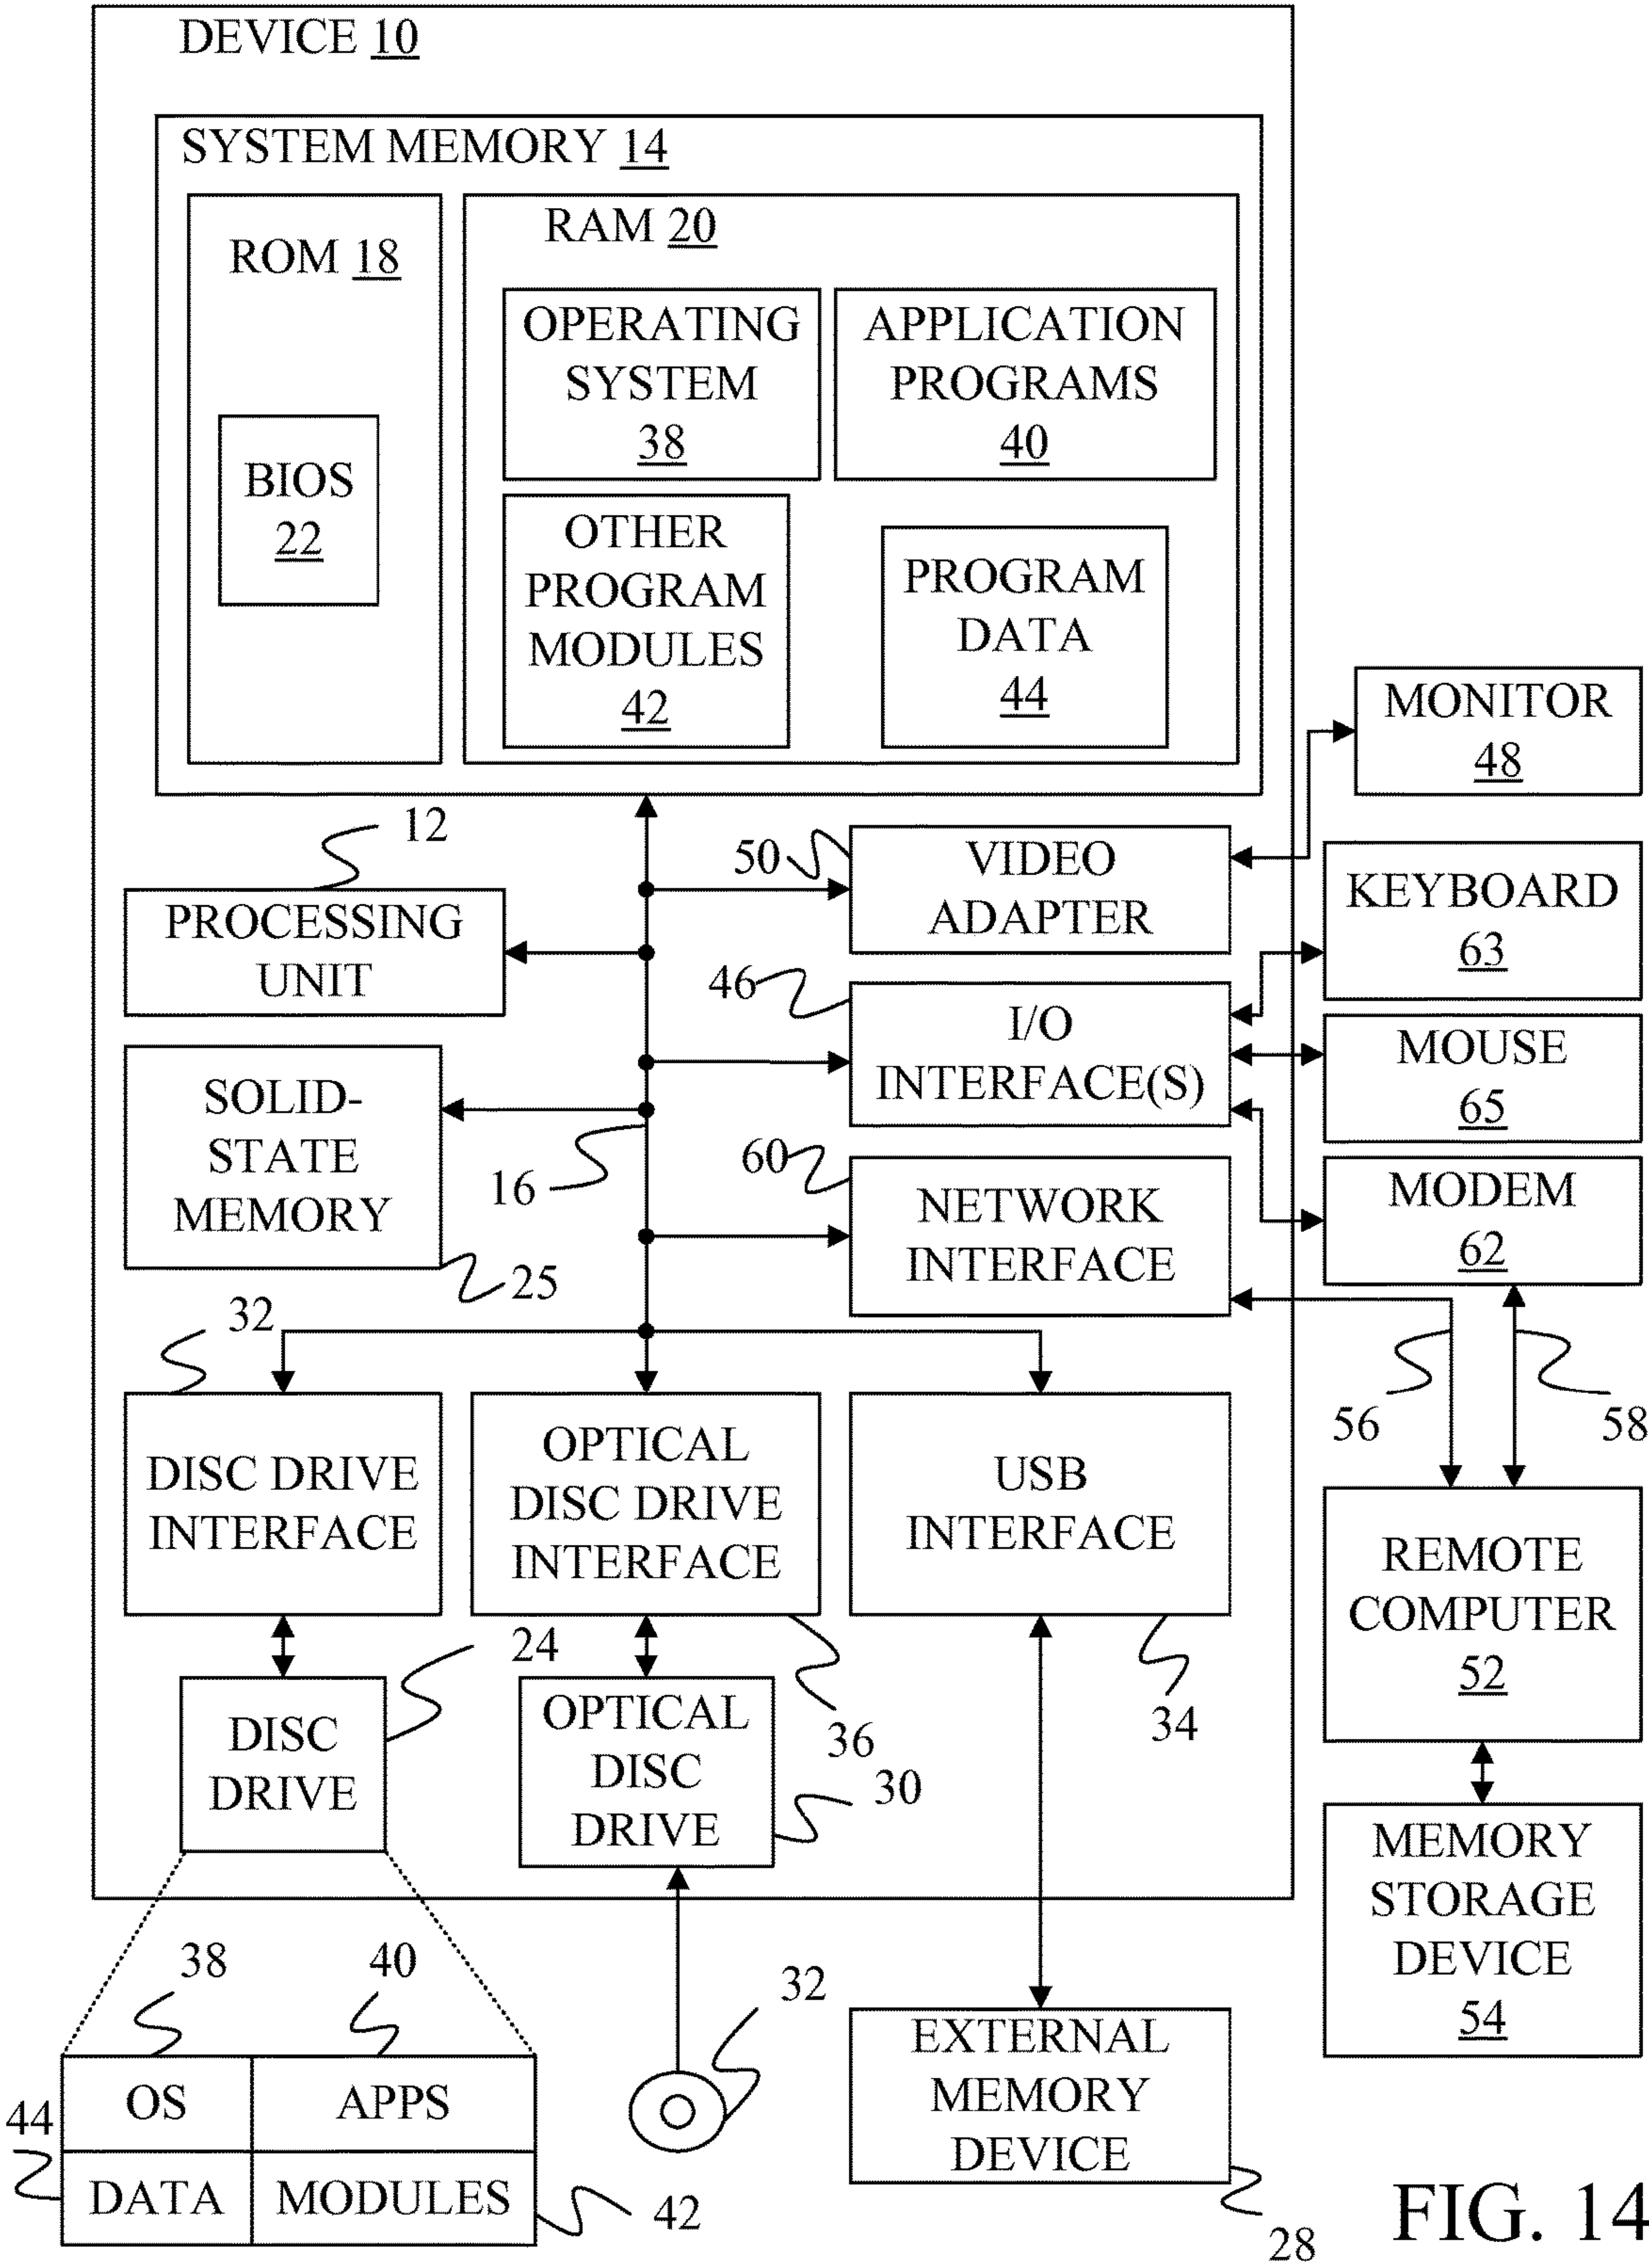 DEVICE 10
SYSTEM MEMORY 14
ROM 18
BIOS
22
RAM 20
OPERATING
SYSTEM
38
APPLICATION
PROGRAMS
40
OTHER
PROGRAM
MODULES
42
PROGRAM
DATA
44
MONITOR
48
12
PROCESSING
UNIT
50
VIDEO
ADAPTER
KEYBOARD
63
46
I/O
INTERFACE(S)
MOUSE
65
SOLID-
STATE
MEMORY
25
16
60
NETWORK
INTERFACE
MODEM
62
32
56
58
DISC DRIVE
INTERFACE
OPTICAL
DISC DRIVE
INTERFACE
USB
INTERFACE
REMOTE
COMPUTER
52
24
DISC
DRIVE
36
OPTICAL
DISC
DRIVE
30
34
MEMORY
STORAGE
DEVICE
54
38
40
32
OS
APPS
44
DATA
MODULES
42
EXTERNAL
MEMORY
DEVICE
28
FIG. 14